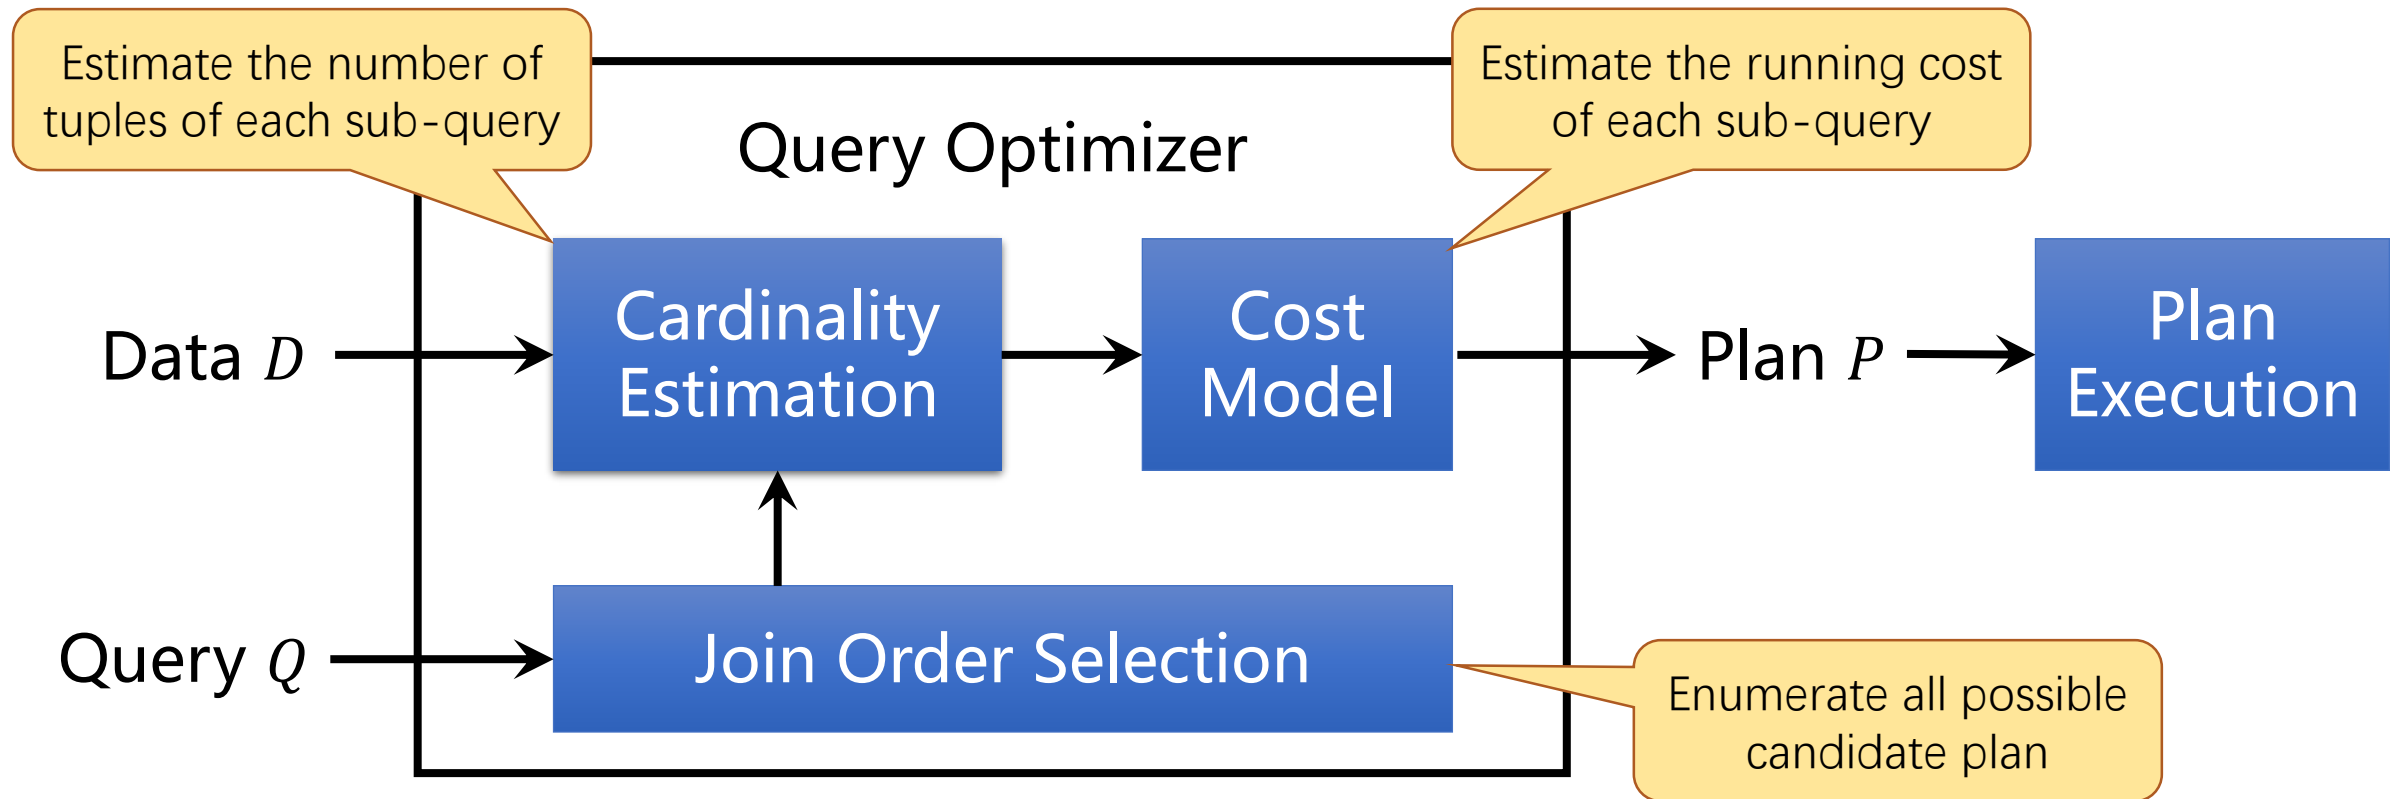 Estimate the number of
tuples of each sub-query
Estimate the running cost
of each sub-query
Query Optimizer
Data D
Cardinality
Estimation
Cost
Model
Plan P
Plan
Execution
Query Q
Join Order Selection
Enumerate all possible
candidate plan